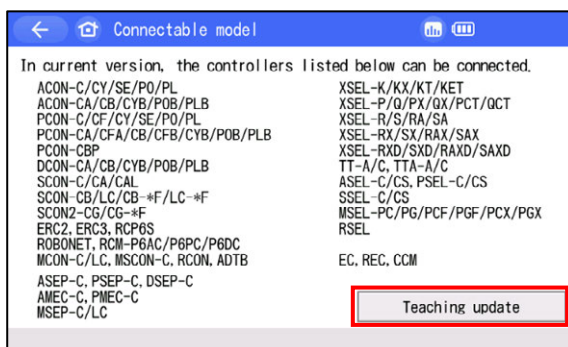 Connectable model
In current version, the controllers listed below can be connected.
ACON-C/CY/SE/PO/PL
ACON-CA/CB/CYB/POB/PLB
PCON-C/CF/CY/SE/PO/PL
PCON-CA/CFA/CB/CFB/CYB/POB/PLB
PCON-CBP
DCON-CA/CB/CYB/POB/PLB
SCON-C/CA/CAL
SCON-CB/LC/CB-*F/LC-*F
SCON2-CG/CG-*F
ERC2, ERC3, RCP6S
ROBONET, RCM-P6AC/P6PC/P6DC
MCON-C/LC, MSCON-C, RCON, ADTB
ASEP-C, PSEP-C, DSEP-C
AMEC-C, PMEC-C
MSEP-C/LC
XSEL-K/KX/KT/KET
XSEL-P/Q/PX/QX/PCT/QCT
XSEL-R/S/RA/SA
XSEL-RX/SX/RAX/SAX
XSEL-RXD/SXD/RAXD/SAXD
TT-A/C, TTA-A/C
ASEL-C/CS, PSEL-C/CS
SSEL-C/CS
MSEL-PC/PG/PCF/PGF/PCX/PGX
RSEL
EC, REC, CCM
Teaching update